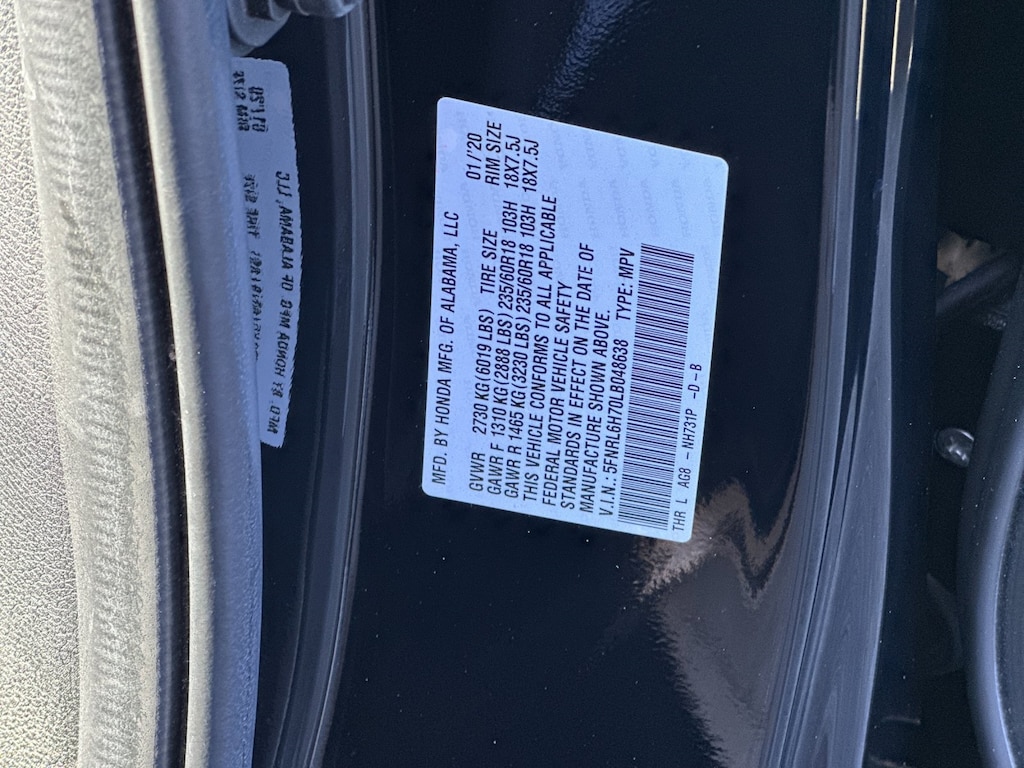 MFD. BY HONDA MFG. OF ALABAMA, LLC 01/'20
GVWR 2730 KG(6019 LBS) TIRE SIZE RIM SIZE
GAWR F 1310 KG(2888 LBS) 235/60R18 103H 18X7.5J
GAWR R 1465 KG(3230 LBS) 235/60R18 103H 18X7.5J
THIS VEHICLE CONFORMS TO ALL APPLICABLE
FEDERAL MOTOR VEHICLE SAFETY
STANDARDS IN EFFECT ON THE DATE OF
MANUFACTURE SHOWN ABOVE.
V.I.N.:5FNRL6H70LB048638 TYPE: MPV
THR L AG8 -NH731P -D-B